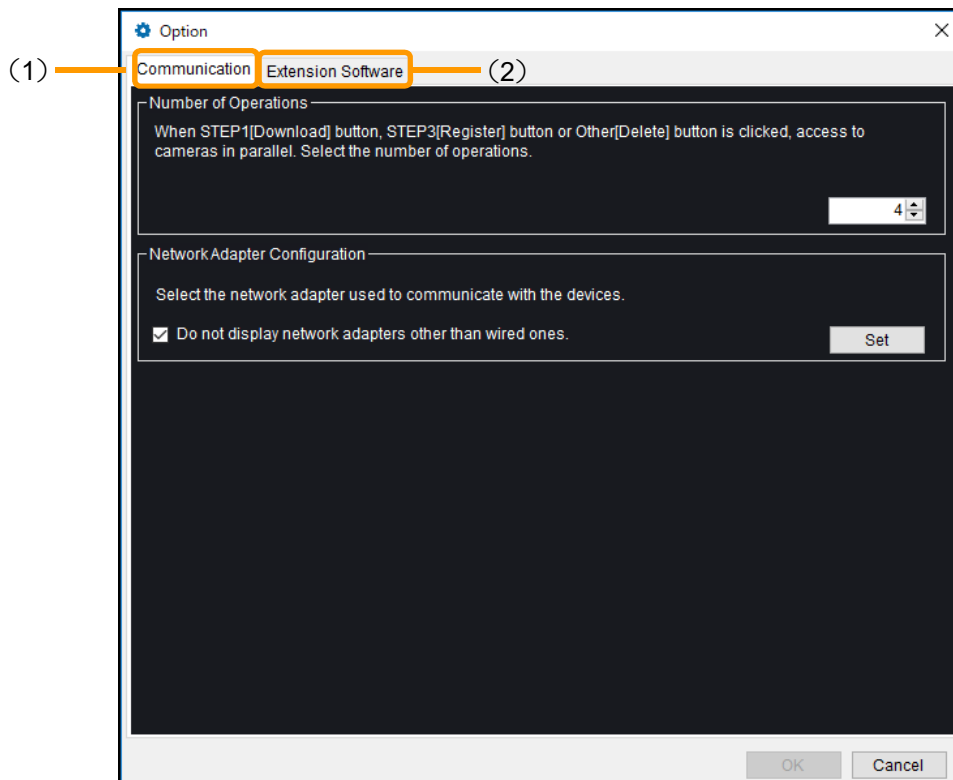 Option
(1)
Communication
Extension Software
(2)
Number of Operations
When STEP1[Download] button, STEP3[Register] button or Other[Delete] button is clicked, access to
cameras in parallel. Select the number of operations.
4
Network Adapter Configuration
Select the network adapter used to communicate with the devices.
Do not display network adapters other than wired ones.
Set
OK
Cancel